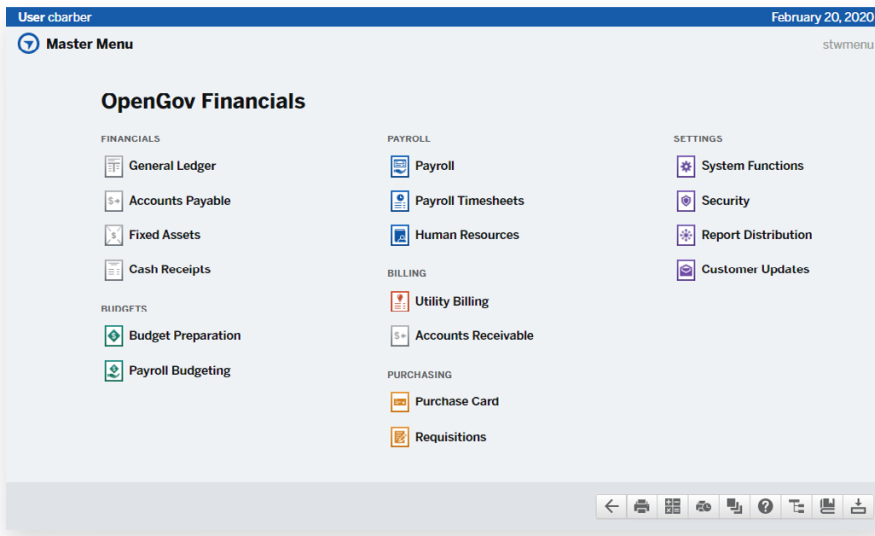 User cbarber
February 20, 2020
Master Menu
stwmenu
OpenGov Financials
FINANCIALS
General Ledger
Accounts Payable
Fixed Assets
Cash Receipts
BUDGETS
Budget Preparation
Payroll Budgeting
PAYROLL
Payroll
Payroll Timesheets
Human Resources
BILLING
Utility Billing
Accounts Receivable
PURCHASING
Purchase Card
Requisitions
SETTINGS
System Functions
Security
Report Distribution
Customer Updates